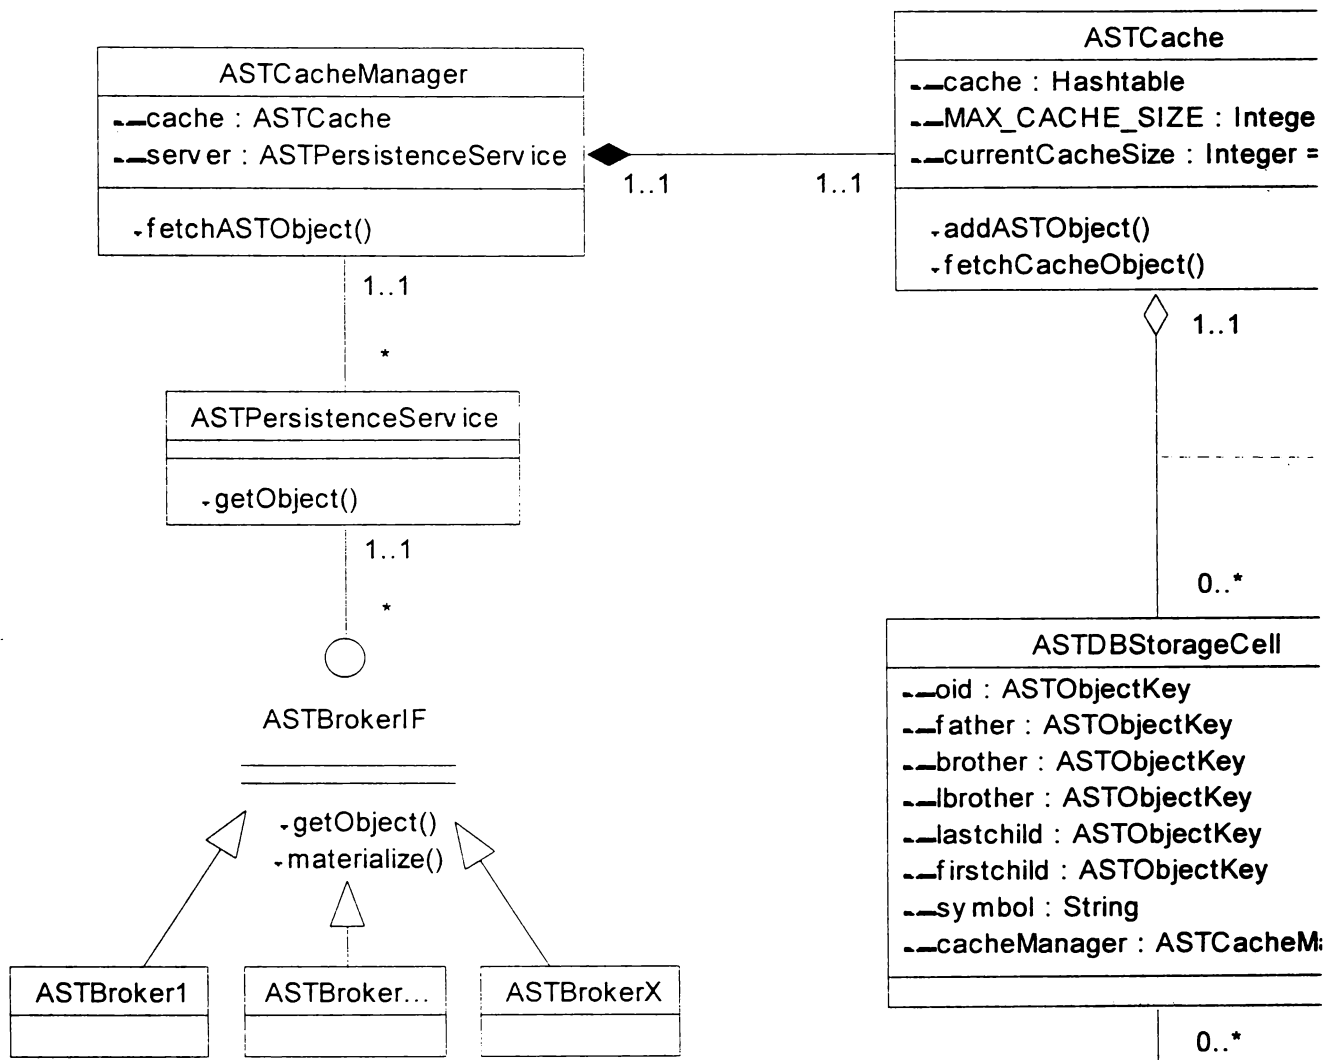 ASTCacheManager
cache : ASTCache
server : ASTPersistenceService
fetchASTObject()
1..1
1..1
ASTCache
cache : Hashtable
MAX_CACHE_SIZE : Intege
currentCacheSize : Integer =
addASTObject()
fetchCacheObject()
1..1
*
1..1
ASTPersistenceService
getObject()
1..1
*
ASTBrokerIF
getObject()
materialize()
ASTBroker1
ASTBroker...
ASTBrokerX
0..*
ASTDBStorageCell
oid : ASTObjectKey
father : ASTObjectKey
brother : ASTObjectKey
lbrother : ASTObjectKey
lastchild : ASTObjectKey
firstchild : ASTObjectKey
symbol : String
cacheManager : ASTCacheM
0..*